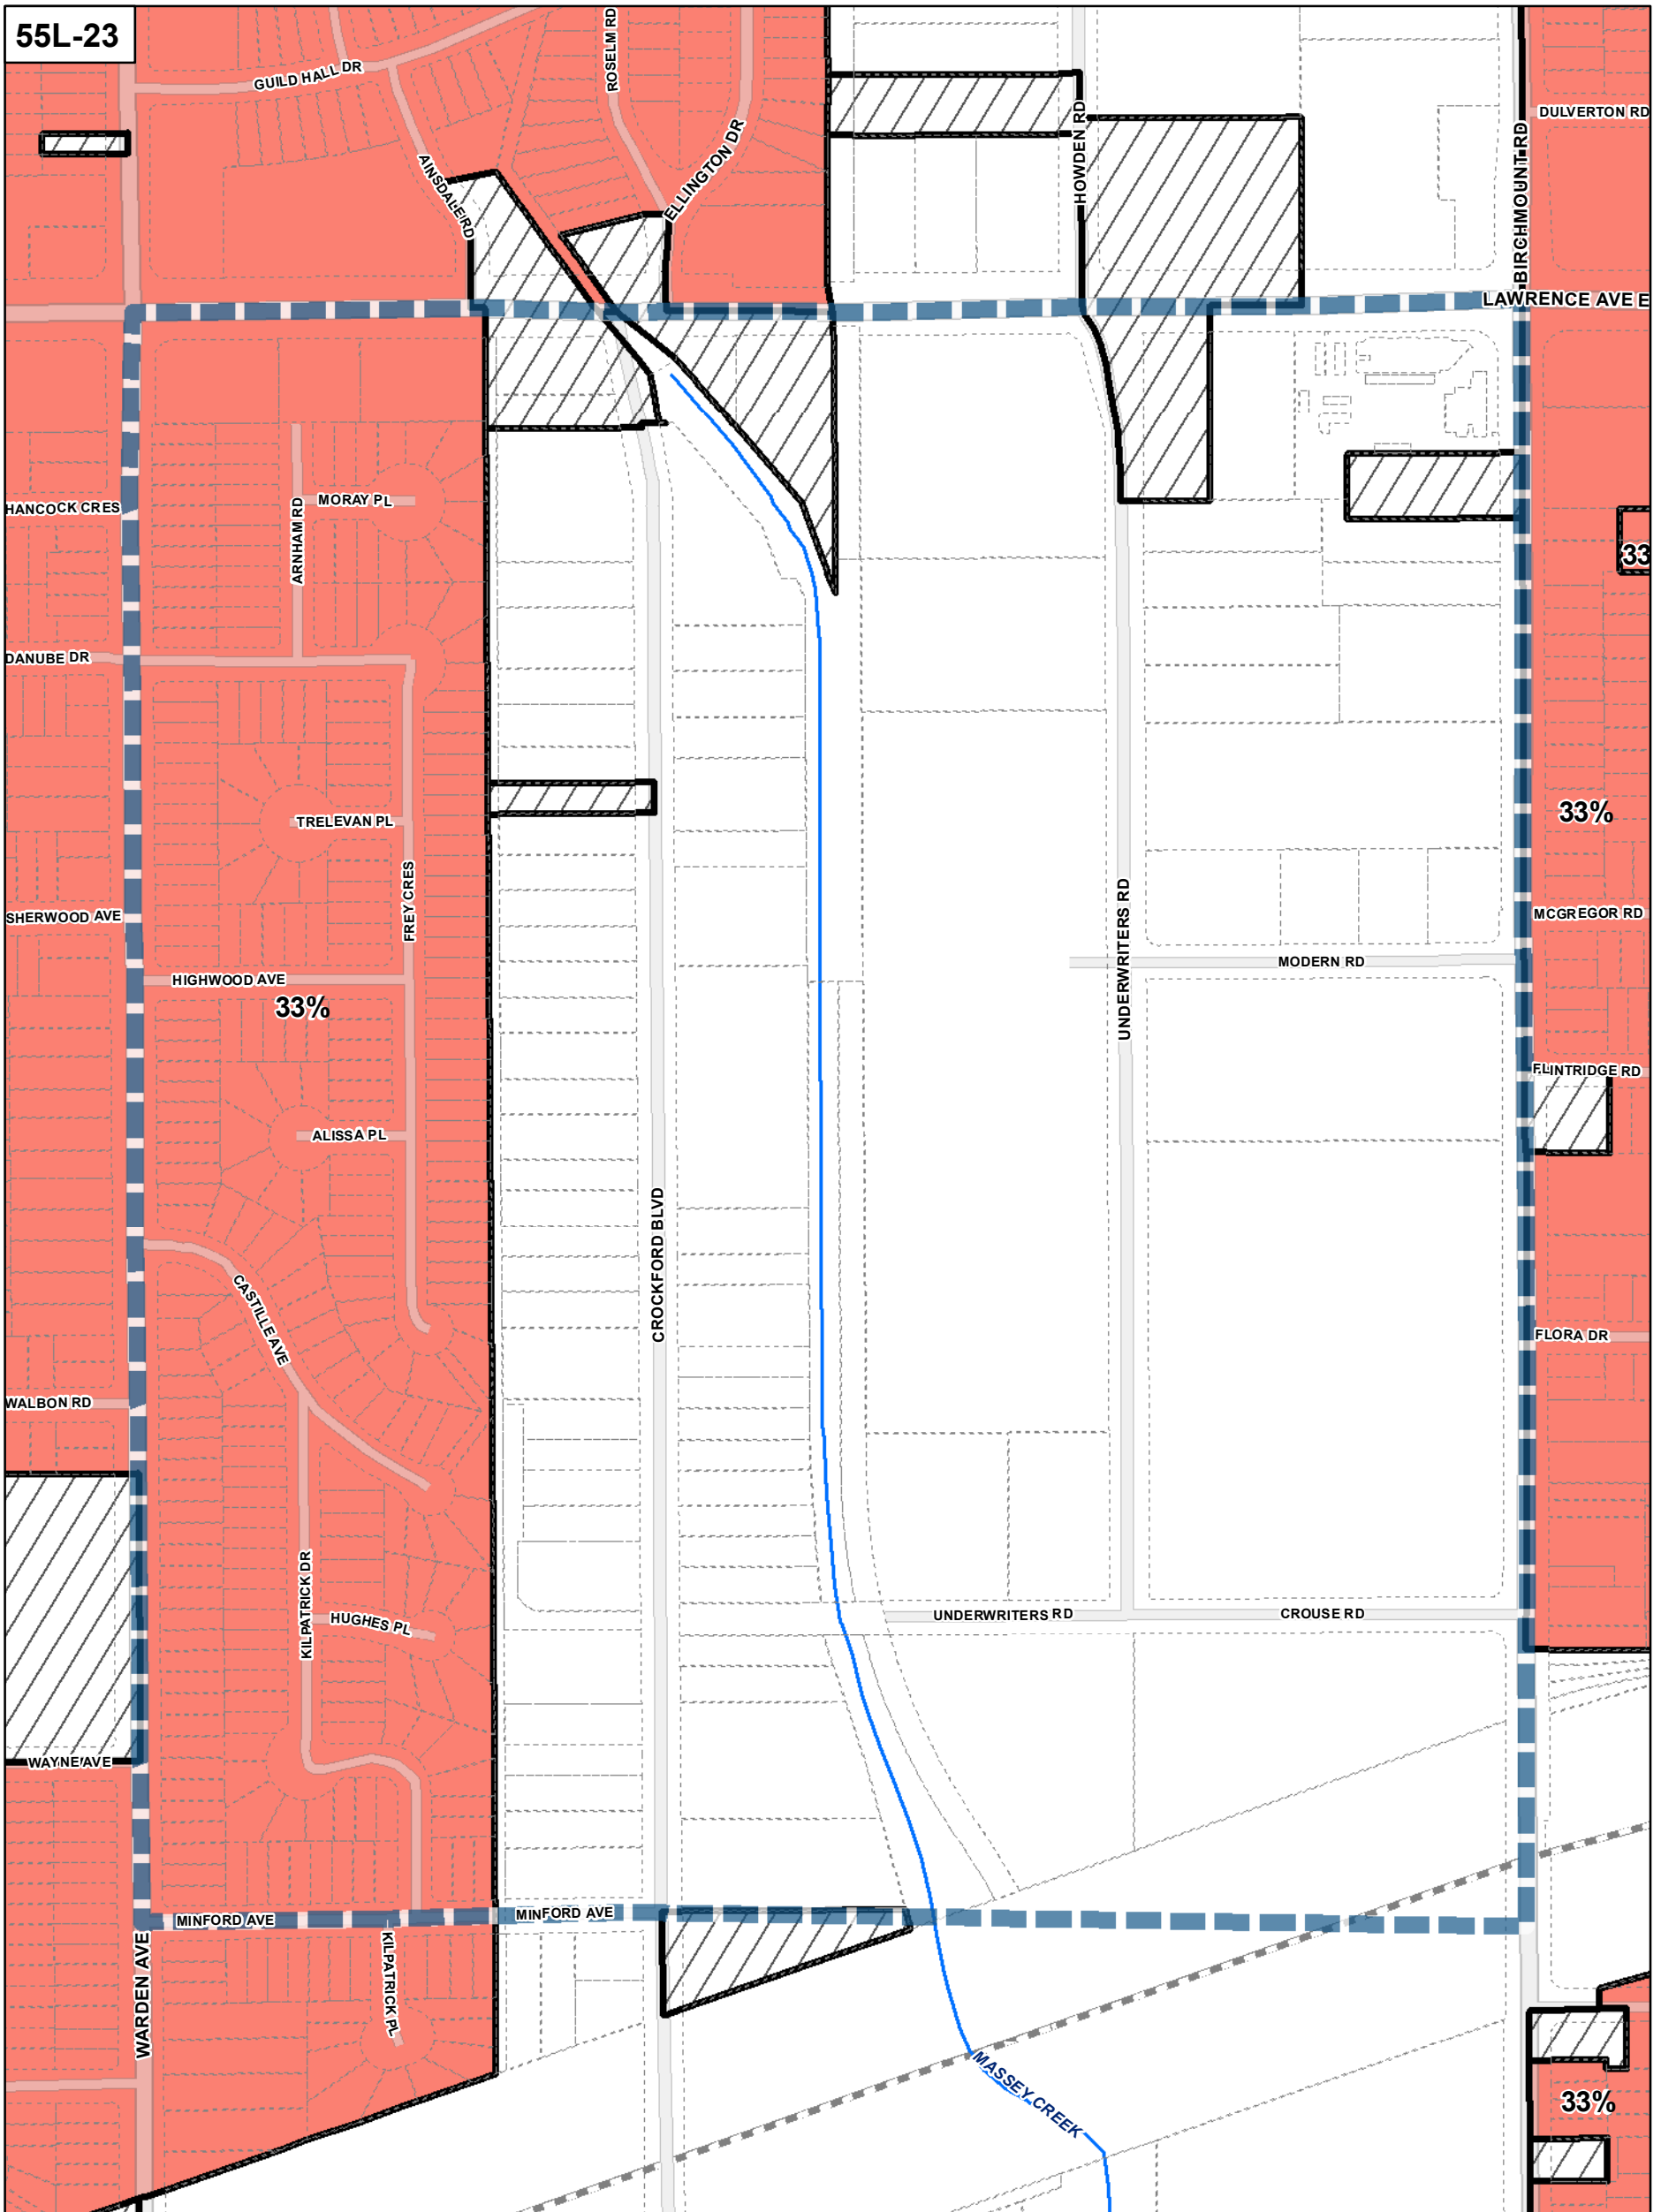 55L-23
GUILD HALL DR
ROSELM RD
AINSDALE RD
ELLINGTON DR
HOWDEN RD
BIRCHMOUNT RD
DULVERTON RD
LAWRENCE AVE E
HANCOCK CRES
ARNHAM RD
MORAY PL
33
DANUBE DR
TRELEVAN PL
33%
FREY CRES
SHERWOOD AVE
UNDERWRITERS RD
MCGREGOR RD
MODERN RD
HIGHWOOD AVE
33%
FLINTRIDGE RD
ALISSA PL
CROCKFORD BLVD
CASTILLE AVE
FLORA DR
WALBON RD
KILPATRICK DR
HUGHES PL
UNDERWRITERS RD
CROUSE RD
WAYNE AVE
MINFORD AVE
MINFORD AVE
WARDEN AVE
KILPATRICK PL
MASSEY CREEK
33%